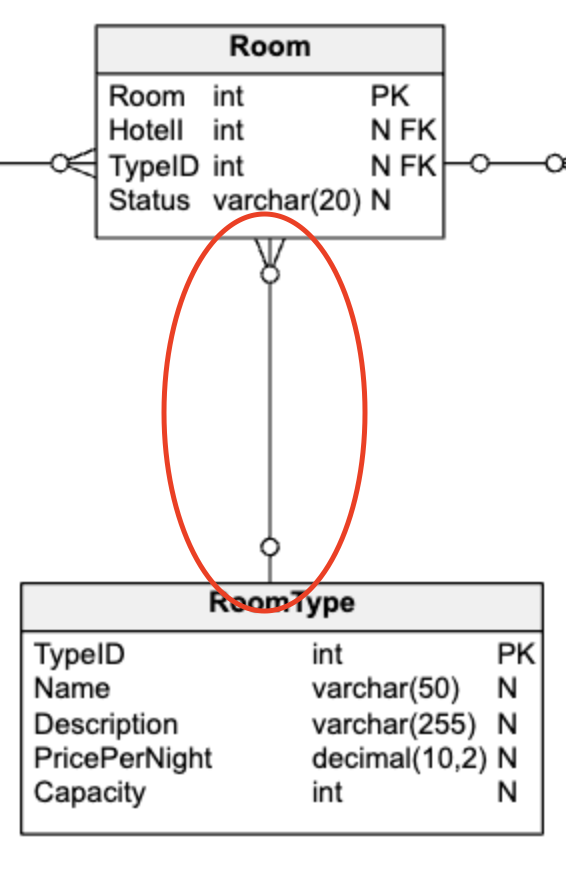 Room
Room int PK
HotelI int N FK
TypeID int N FK
Status varchar(20) N
RoomType
TypeID int PK
Name varchar(50) N
Description varchar(255) N
PricePerNight decimal(10,2) N
Capacity int N